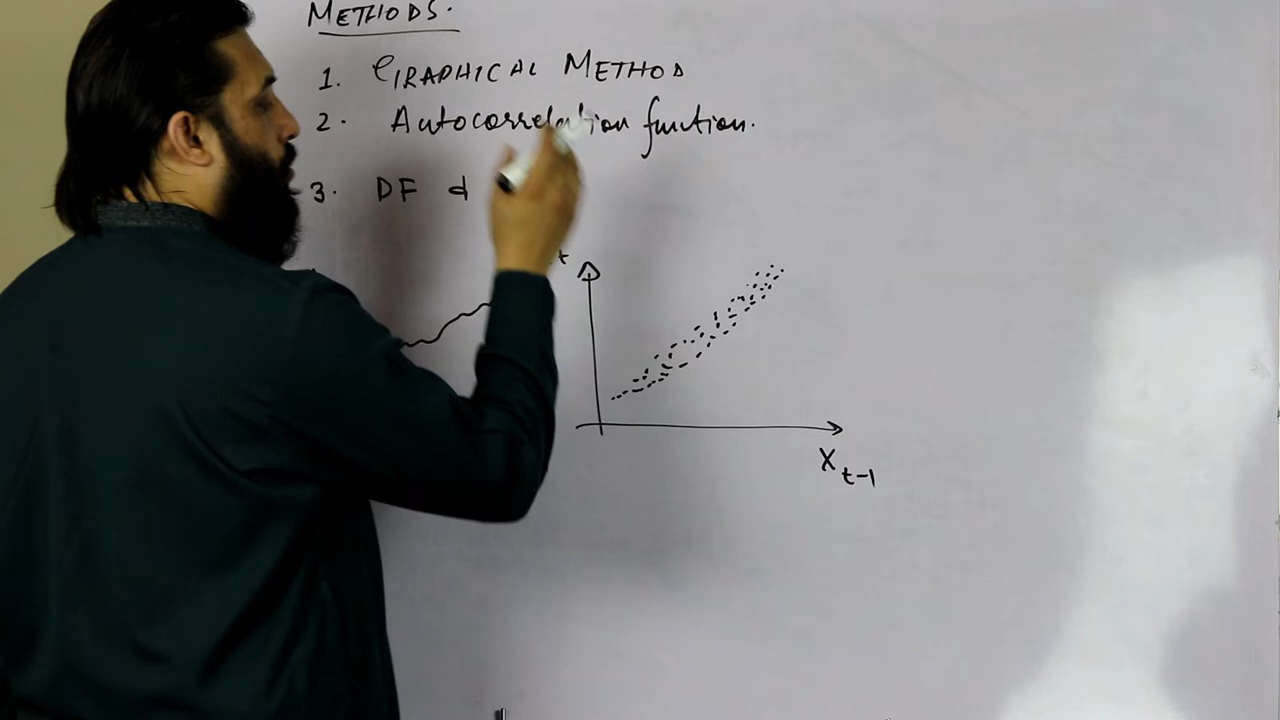 METHODS.
1. GRAPHICAL METHOD
2. Autocorrelation function.
3. DF &
t
X t-1